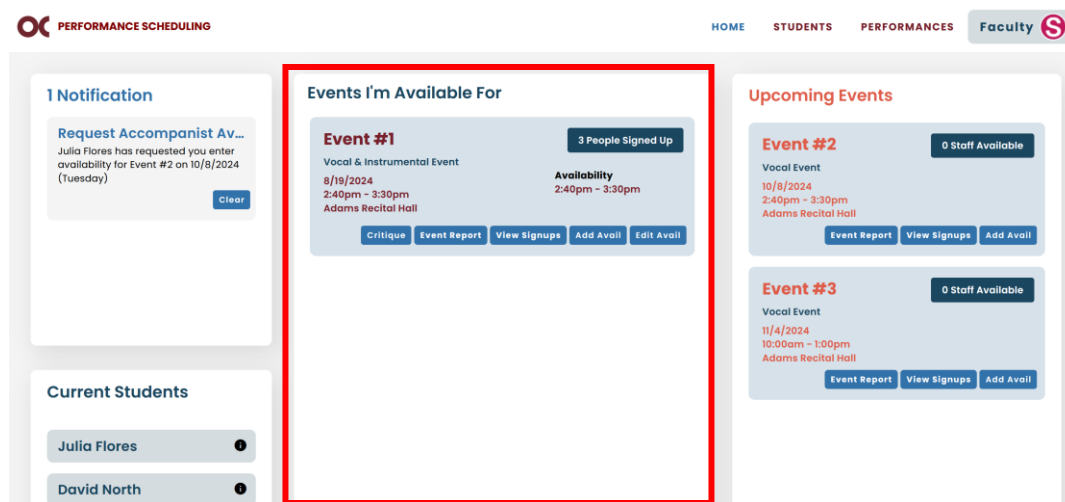 OC PERFORMANCE SCHEDULING
HOME STUDENTS PERFORMANCES Faculty S
1 Notification
Request Accompanist Av...
Julia Flores has requested you enter
availability for Event #2 on 10/8/2024
(Tuesday)
Clear
Current Students
Julia Flores
David North
Events I'm Available For
Event #1
3 People Signed Up
Vocal & Instrumental Event
8/19/2024
2:40pm - 3:30pm
Adams Recital Hall
Availability
2:40pm - 3:30pm
Critique Event Report View Signups Add Avail Edit Avail
Upcoming Events
Event #2
0 Staff Available
Vocal Event
10/8/2024
2:40pm - 3:30pm
Adams Recital Hall
Event Report View Signups Add Avail
Event #3
0 Staff Available
Vocal Event
11/4/2024
10:00am - 1:00pm
Adams Recital Hall
Event Report View Signups Add Avail